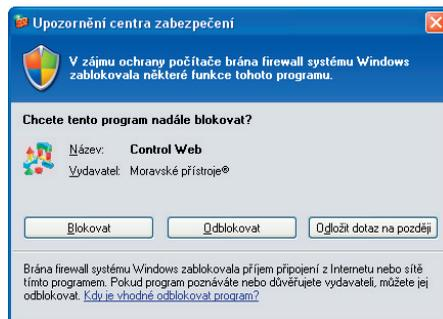 Upozornění centra zabezpečení
V zájmu ochrany počítače brána firewall systému Windows
zablokovala některé funkce tohoto programu.
Chcete tento program nadále blokovat?
Název: Control Web
Vydavatel: Moravské přístroje®
Blokovat Odblokovat Odložit dotaz na později
Brána firewall systému Windows zablokovala příjem připojení z Internetu nebo sítě
tímto programem. Pokud program poznáváte nebo důvěřujete vydavateli, můžete jej
odblokovat. Kdy je vhodné odblokovat program?